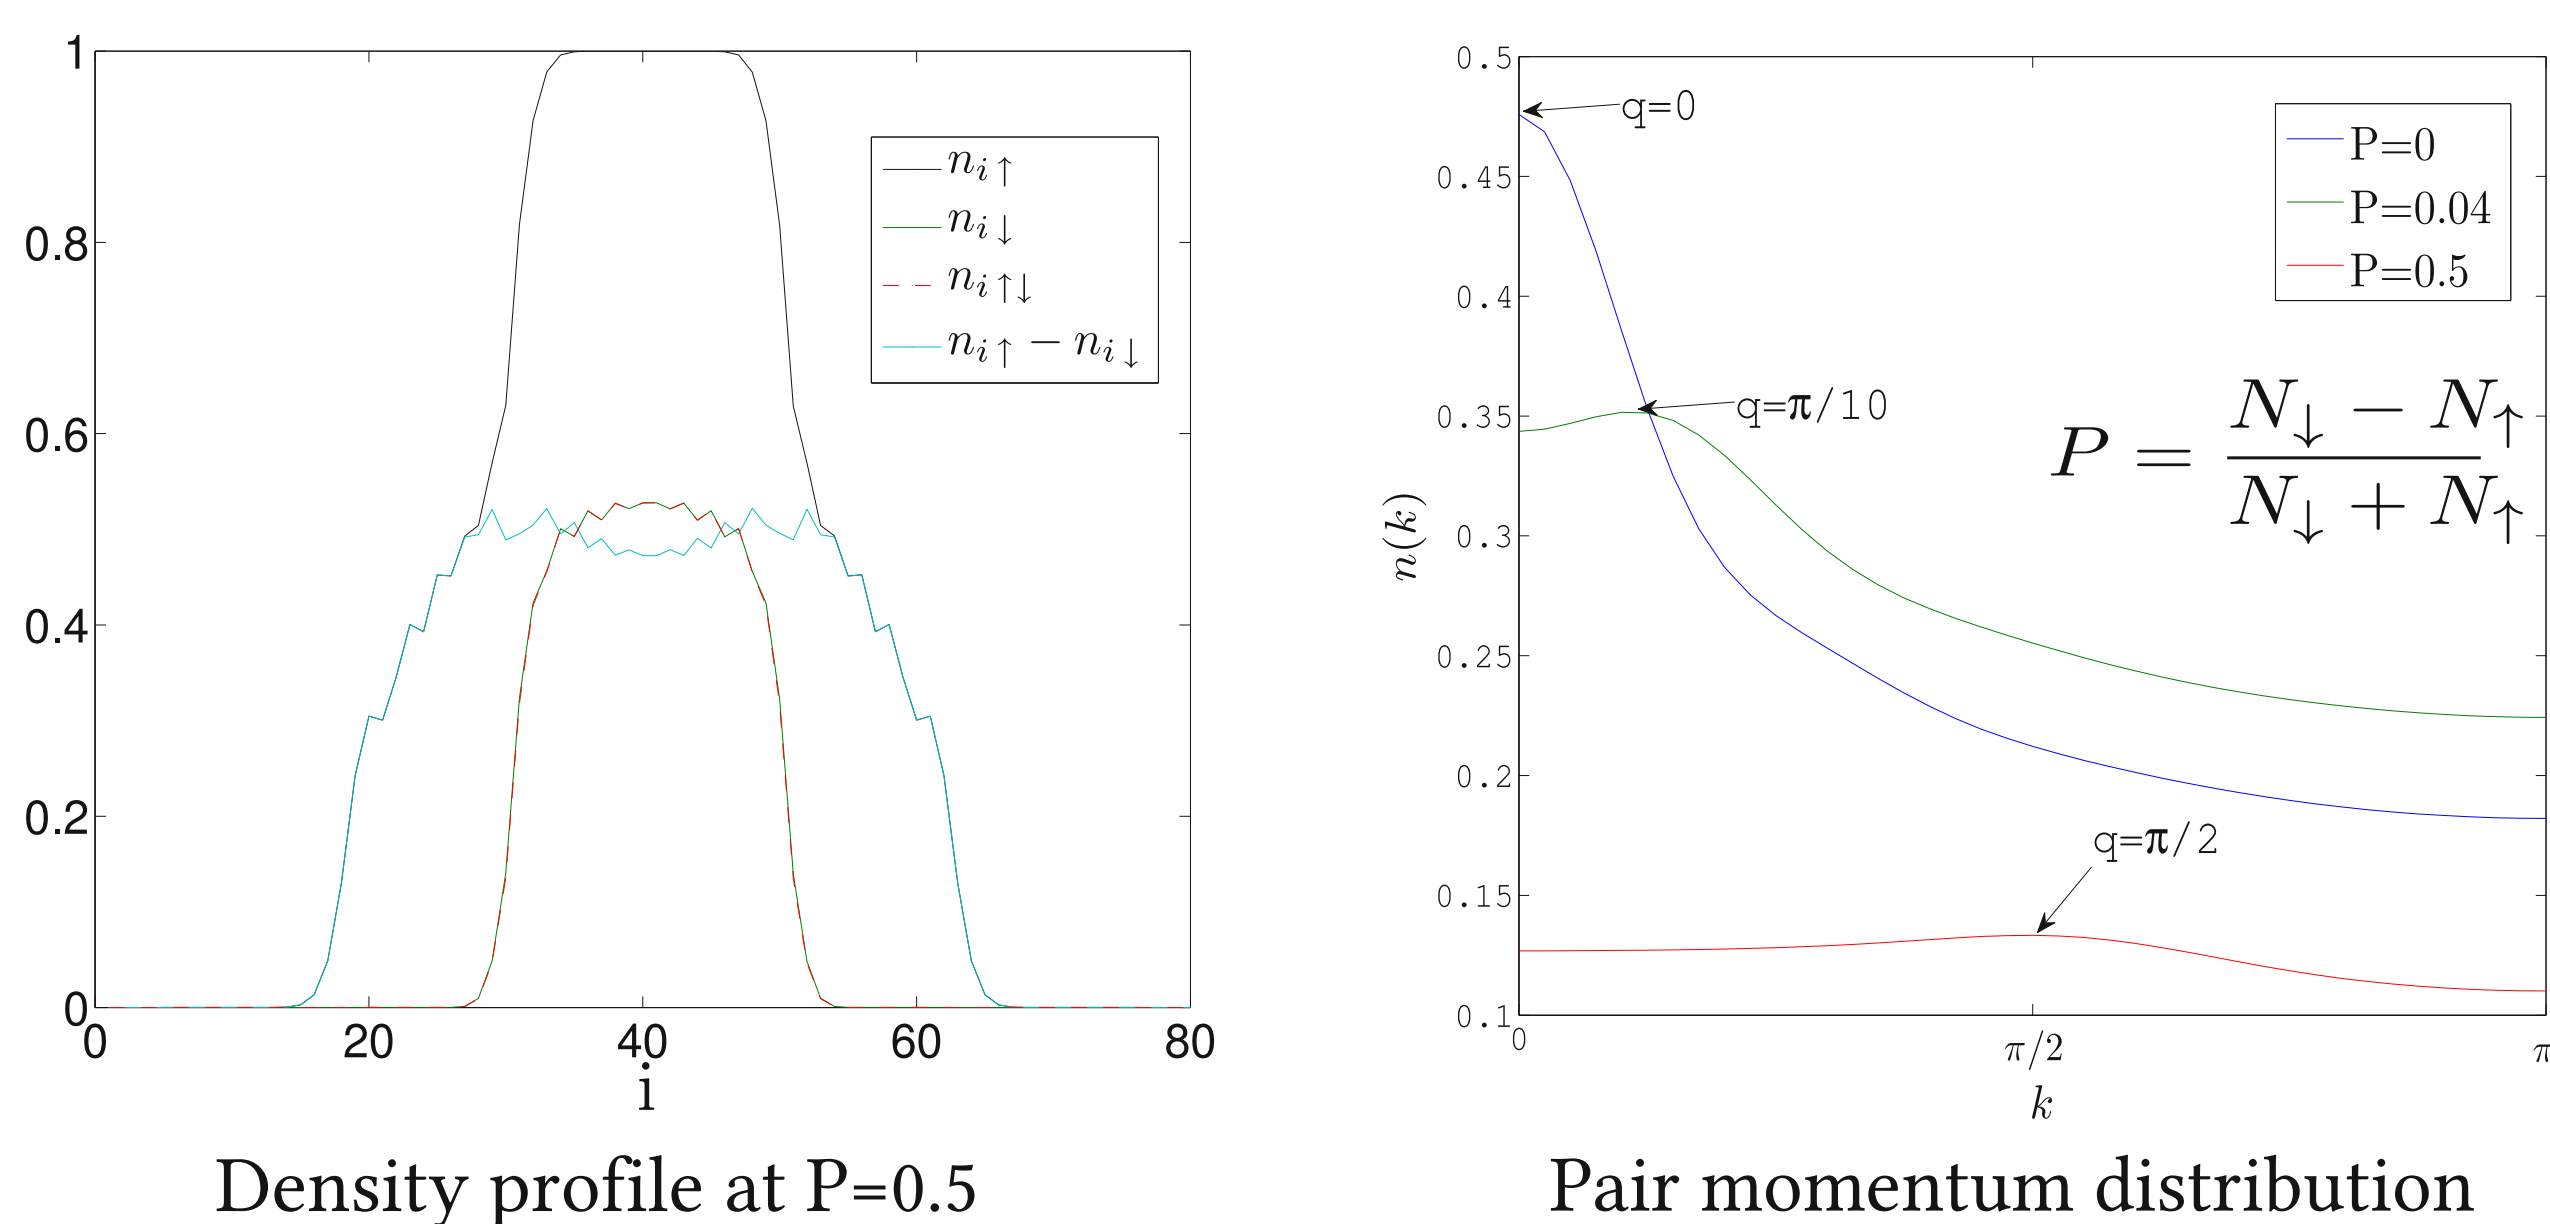 1
0.8
0.6
0.4
0.2
0
0 20 40 60 80
i
n_{i↑}
n_{i↓}
n_{i↑↓}
n_{i↑} − n_{i↓}
Density profile at P=0.5
0.5
0.45
0.4
0.35
0.3
0.25
0.2
0.15
0.1
n(k)
0 π/2 π
k
q=0
q=π/10
q=π/2
P=0
P=0.04
P=0.5
P = \frac{N_↓ − N_↑}{N_↓ + N_↑}
Pair momentum distribution